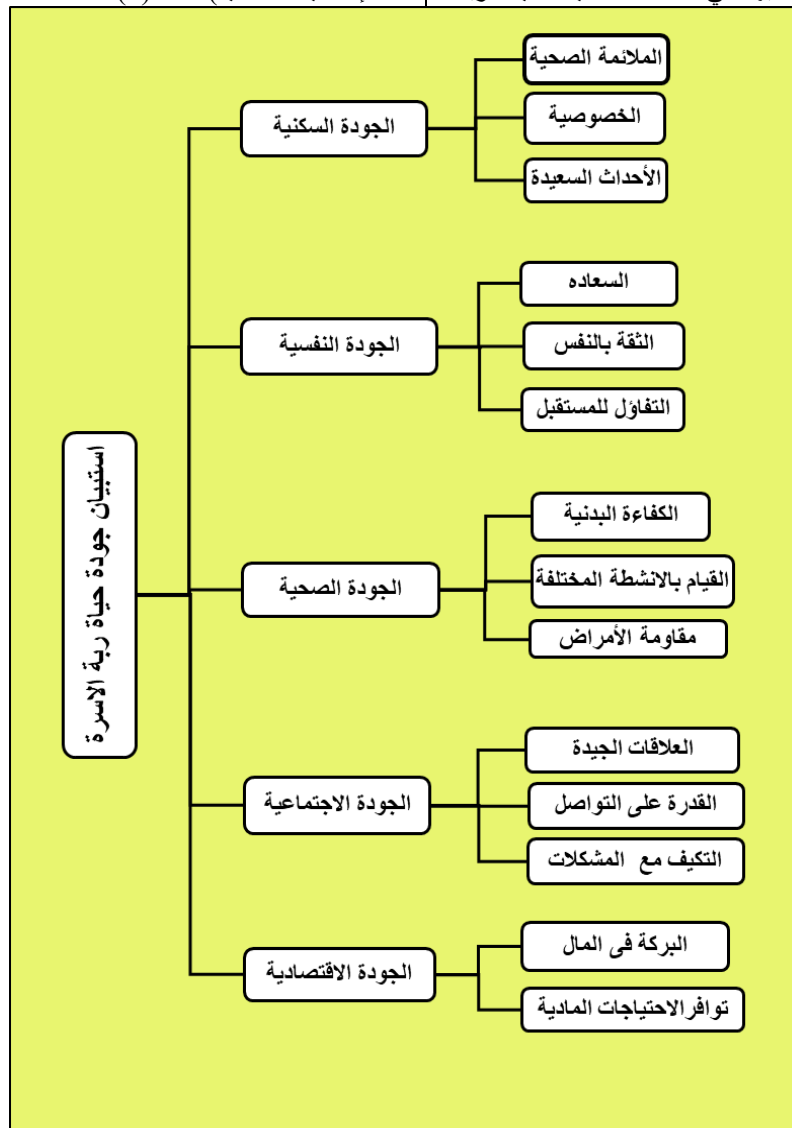 استبيان جودة حياة ربة الاسرة
الجودة السكنية
الملائمة الصحية
الخصوصية
الأحداث السعيدة
الجودة النفسية
السعاده
الثقة بالنفس
التفاؤل للمستقبل
الجودة الصحية
الكفاءة البدنية
القيام بالانشطة المختلفة
مقاومة الأمراض
الجودة الاجتماعية
العلاقات الجيدة
القدرة على التواصل
التكيف مع المشكلات
الجودة الاقتصادية
البركة فى المال
توافرالاحتياجات المادية